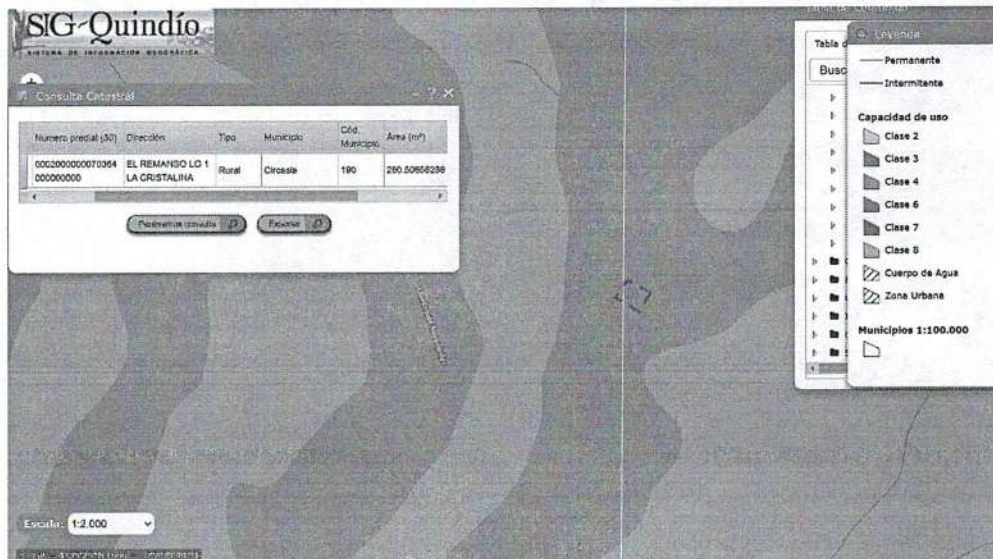 SIG-Quindío
SISTEMA DE INFORMACIÓN GEOGRÁFICA
Consulta Catastral
Numero predial (30) Dirección Tipo Municipio Cód. Municipio Area (m²)
0002000000070364 EL REMANSO LO 1 Rural Circasia 190 260.50658288
000000000 LA CRISTALINA
Parámetros consulta
Exportar
Escala: 1:2.000
Tabla d
Busc
Leyenda
Permanente
Intermitente
Capacidad de uso
Clase 2
Clase 3
Clase 4
Clase 6
Clase 7
Clase 8
Cuerpo de Agua
Zona Urbana
Municipios 1:100.000